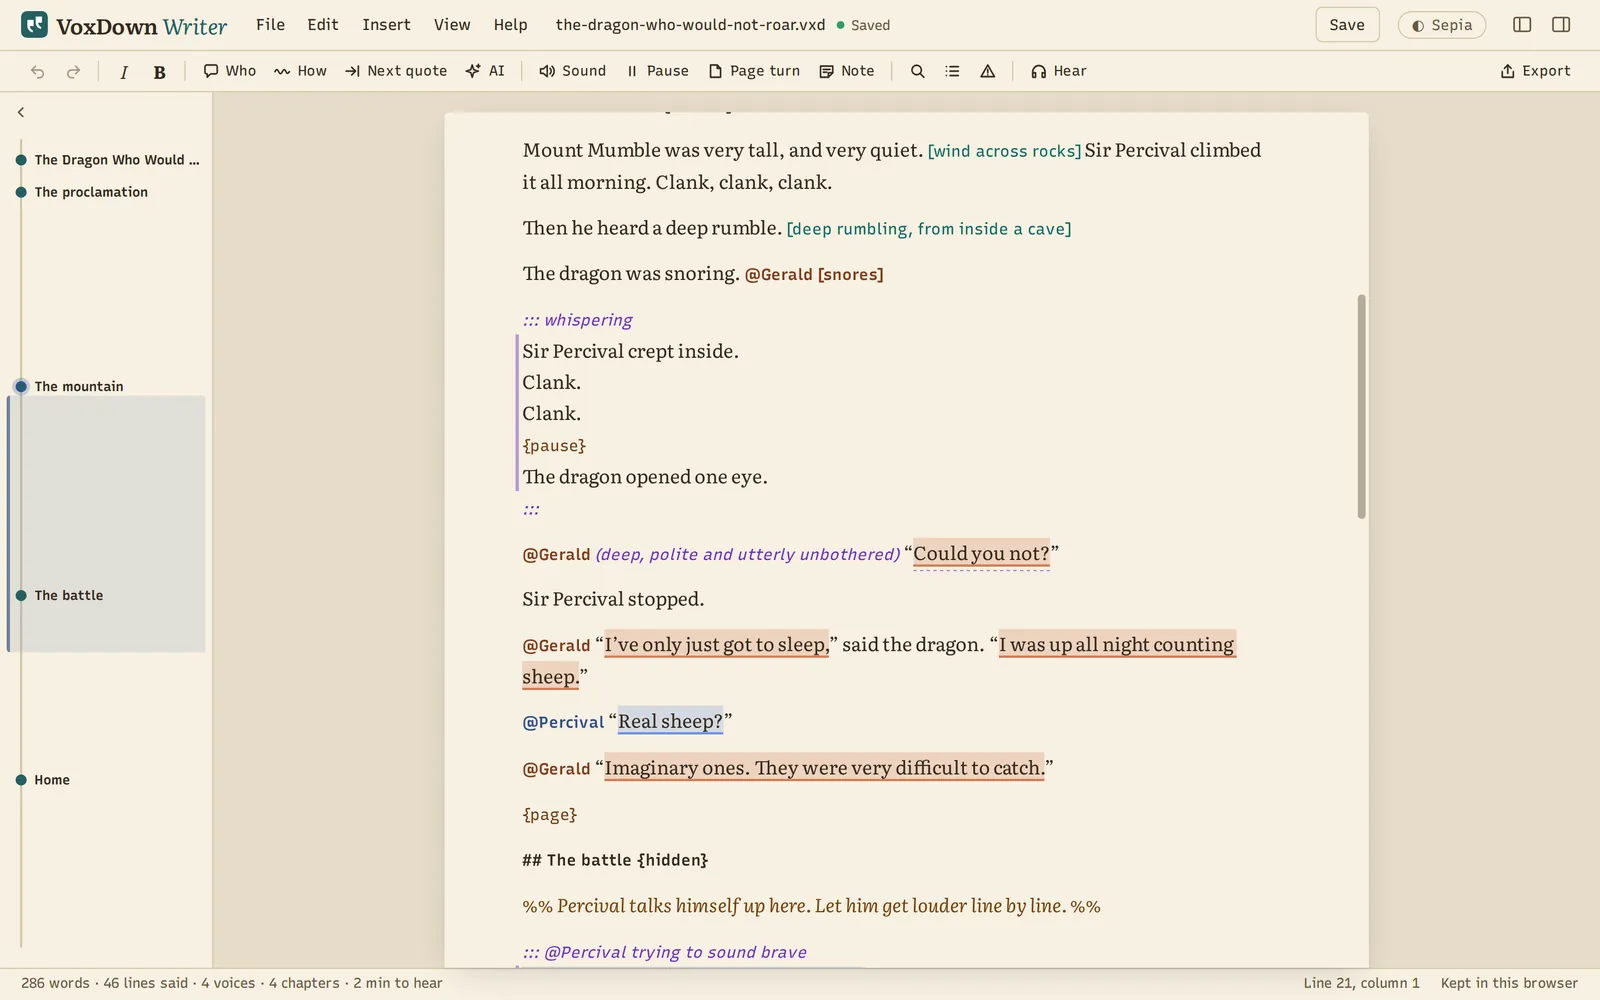 VoxDown Writer File Edit Insert View Help the-dragon-who-would-not-roar.vxd Saved Save Sepia
I B Who How Next quote AI Sound Pause Page turn Note Hear Export
The Dragon Who Would ...
The proclamation
The mountain
The battle
Home
Mount Mumble was very tall, and very quiet. [wind across rocks] Sir Percival climbed
it all morning. Clank, clank, clank.
Then he heard a deep rumble. [deep rumbling, from inside a cave]
The dragon was snoring. @Gerald [snores]
::: whispering
Sir Percival crept inside.
Clank.
Clank.
{pause}
The dragon opened one eye.
:::
@Gerald (deep, polite and utterly unbothered) “Could you not?”
Sir Percival stopped.
@Gerald “I’ve only just got to sleep,” said the dragon. “I was up all night counting
sheep.”
@Percival “Real sheep?”
@Gerald “Imaginary ones. They were very difficult to catch.”
{page}
## The battle {hidden}
%% Percival talks himself up here. Let him get louder line by line. %%
::: @Percival trying to sound brave
286 words · 46 lines said · 4 voices · 4 chapters · 2 min to hear Line 21, column 1 Kept in this browser